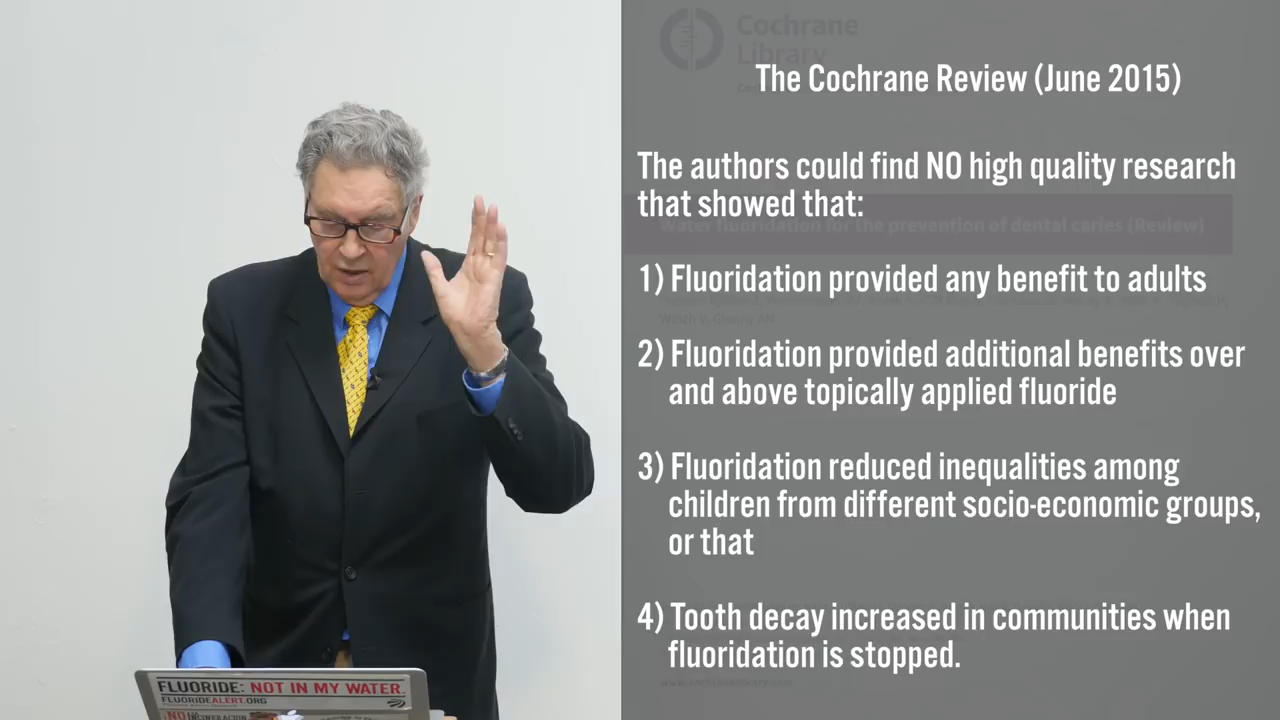 Cochrane
Library
The Cochrane Review (June 2015)
The authors could find NO high quality research
that showed that:
Water fluoridation for the prevention of dental caries (Review)
1) Fluoridation provided any benefit to adults
2) Fluoridation provided additional benefits over
and above topically applied fluoride
3) Fluoridation reduced inequalities among
children from different socio-economic groups,
or that
4) Tooth decay increased in communities when
fluoridation is stopped.
www.cochranelibrary.com
FLUORIDE: NOT IN MY WATER.
FLUORIDEALERT.ORG